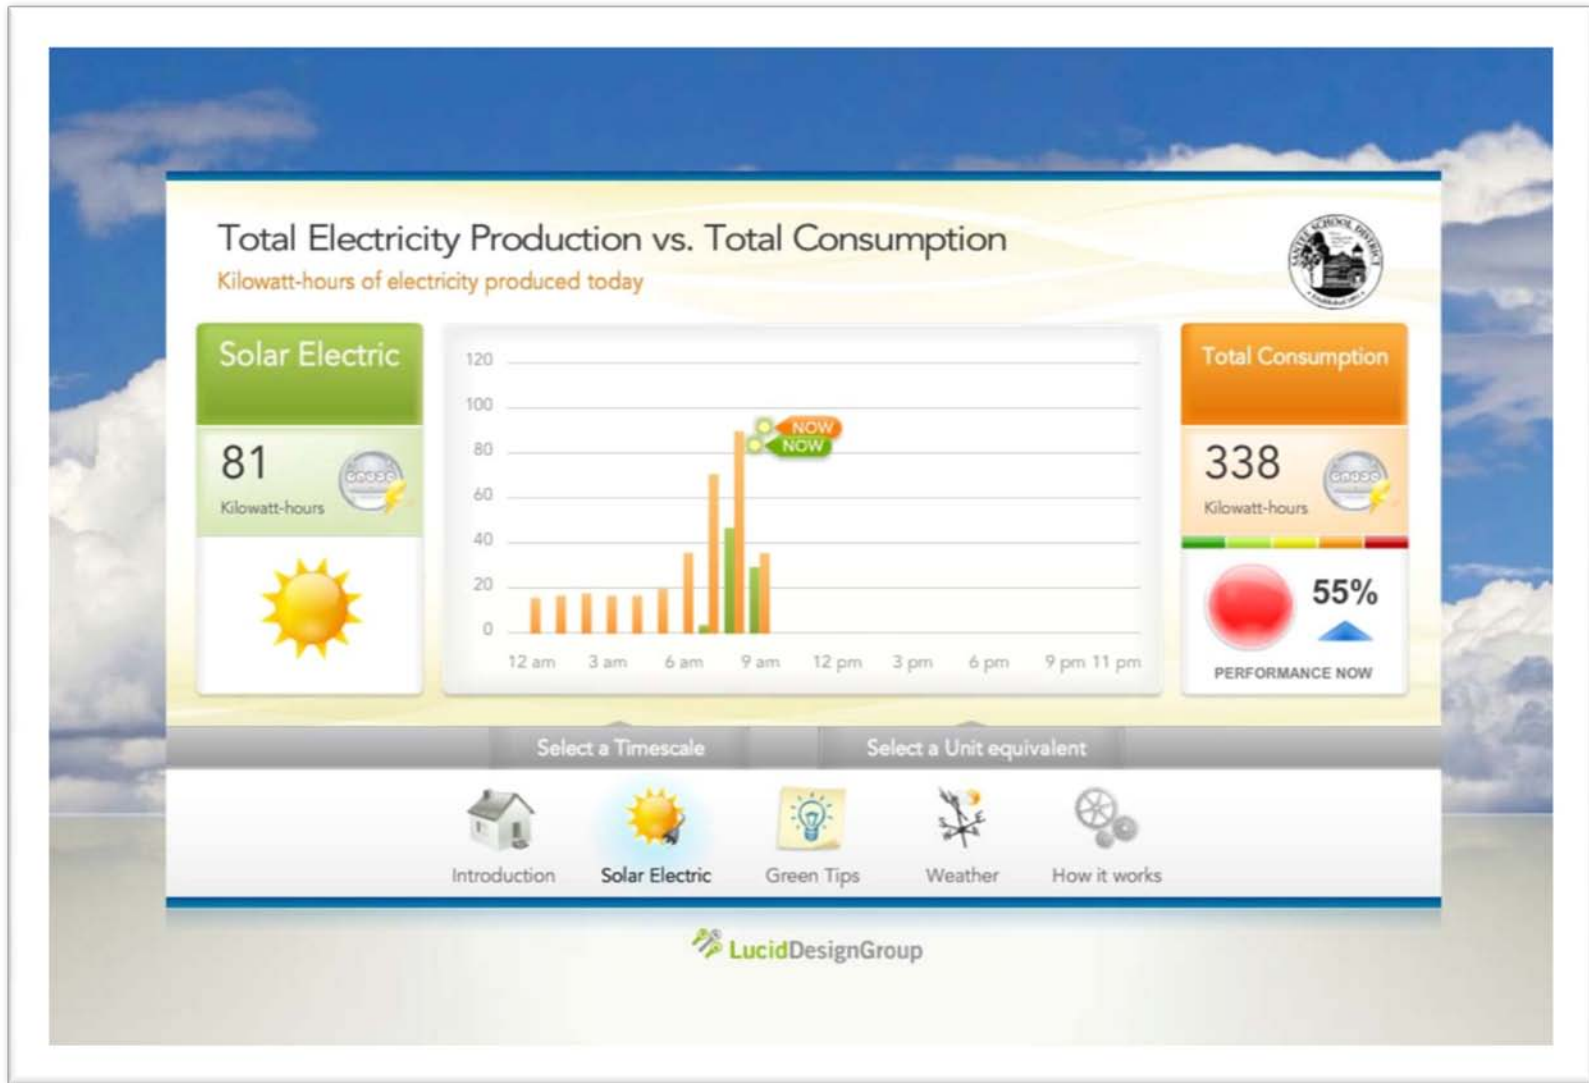 Total Electricity Production vs. Total Consumption
Kilowatt-hours of electricity produced today
SANTEE SCHOOL DISTRICT
Solar Electric
81
Kilowatt-hours
120
100
80
60
40
20
0
NOW
NOW
12 am 3 am 6 am 9 am 12 pm 3 pm 6 pm 9 pm 11 pm
Total Consumption
338
Kilowatt-hours
55%
PERFORMANCE NOW
Select a Timescale
Select a Unit equivalent
Introduction
Solar Electric
Green Tips
Weather
How it works
LucidDesignGroup